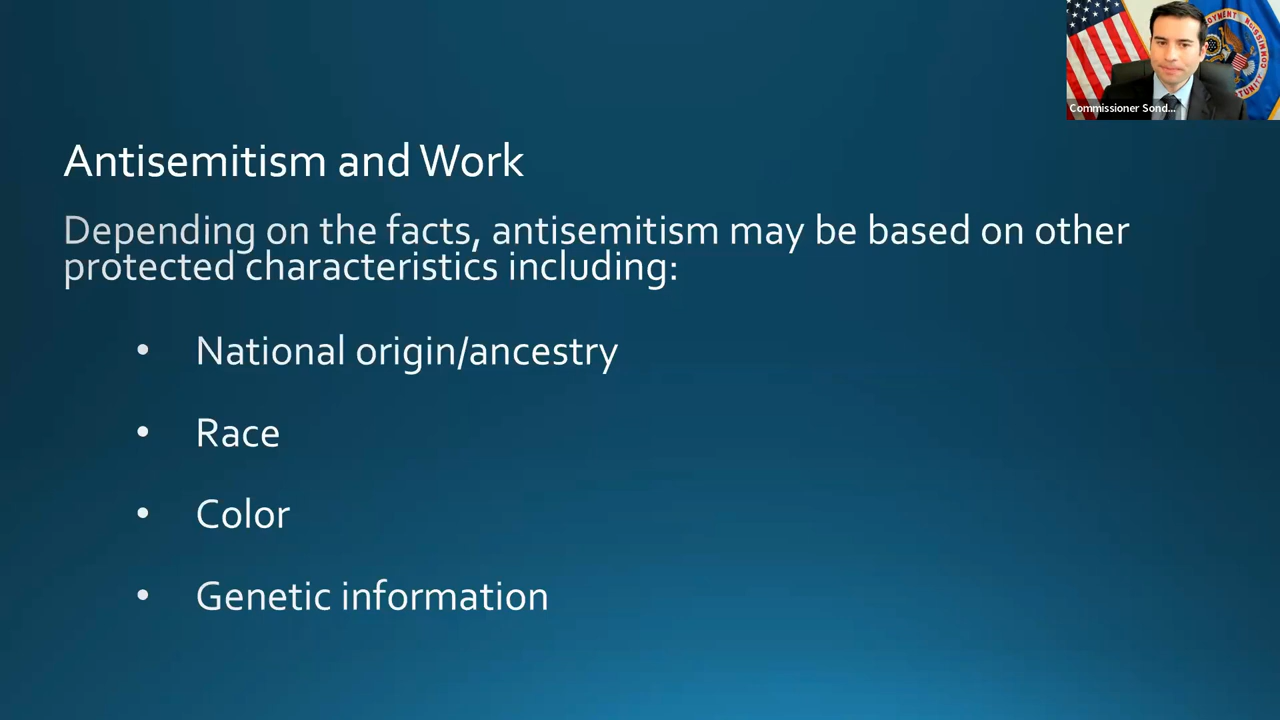 Commissioner Sond...
Antisemitism and Work
Depending on the facts, antisemitism may be based on other
protected characteristics including:
• National origin/ancestry
• Race
• Color
• Genetic information